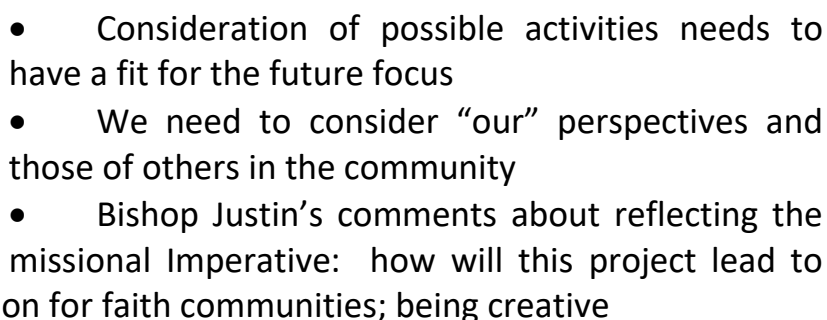 • Consideration of possible activities needs to
have a fit for the future focus
• We need to consider “our” perspectives and
those of others in the community
• Bishop Justin’s comments about reflecting the
missional Imperative: how will this project lead to
on for faith communities; being creative